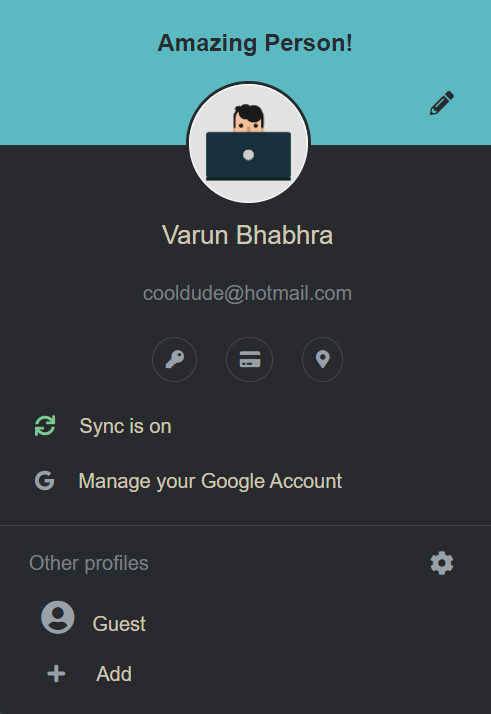 Amazing Person!
Varun Bhabhra
cooldude@hotmail.com
Sync is on
Manage your Google Account
Other profiles
Guest
Add